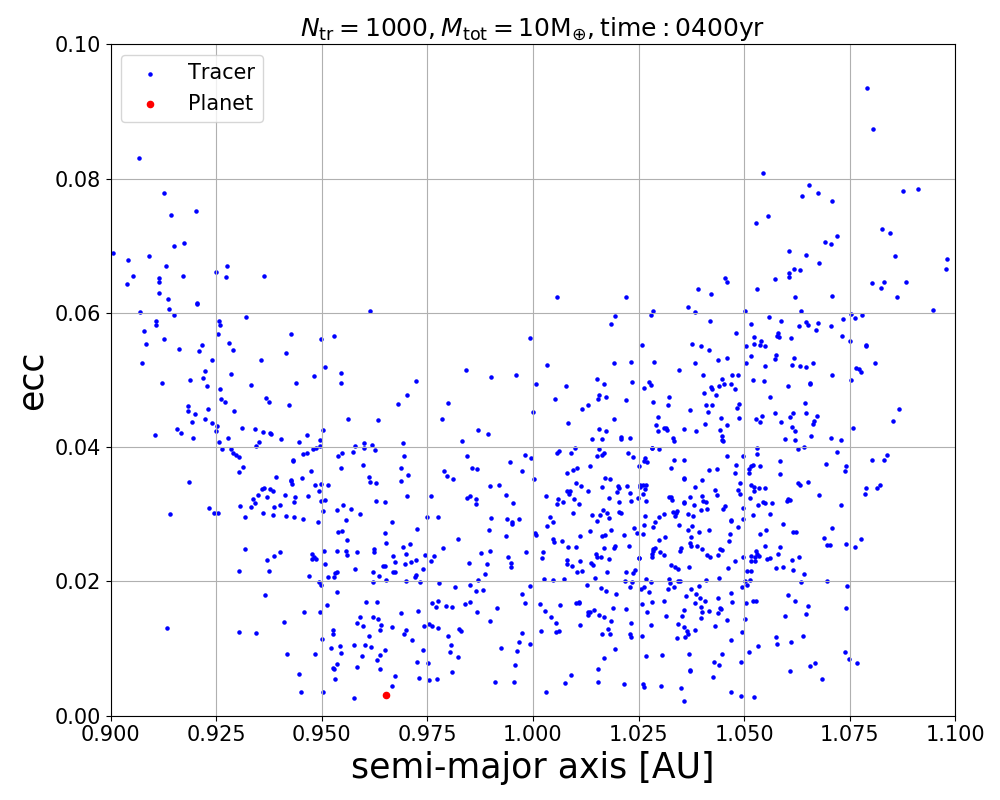 N_tr = 1000, M_tot = 10M_⊕, time : 0400yr
Tracer
Planet
0.10
0.08
0.06
0.04
0.02
0.00
ecc
0.900 0.925 0.950 0.975 1.000 1.025 1.050 1.075 1.100
semi-major axis [AU]